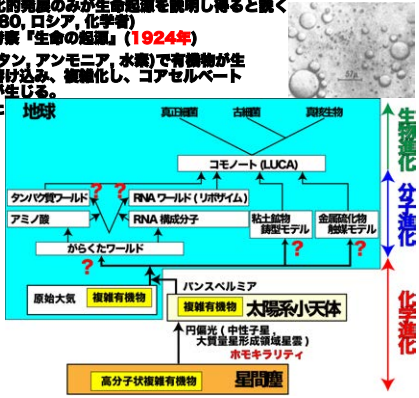 化的発展のみが生命起源を説明し得ると説く
80, ロシア, 化学者)
『生命の起源』(1924年)
タン, アンモニア, 水素)で有機物が生
け込み、複雑化し、コアセルベート
が生じる。
地球
真正細菌
古細菌
真核生物
コモノート (LUCA)
タンパク質ワールド
?
?
RNA ワールド ( リボザイム )
アミノ酸
RNA 構成分子
粘土鉱物
鋳型モデル
金属硫化物
触媒モデル
?
?
がらくたワールド
?
パンスペルミア
原始大気
複雑有機物
複雑有機物
太陽系小天体
円偏光 ( 中性子星 ,
大質量星形成領域星雲 )
ホモキラリティ
高分子状複雑有機物
星間塵
生物進化
分子進化
化学進化